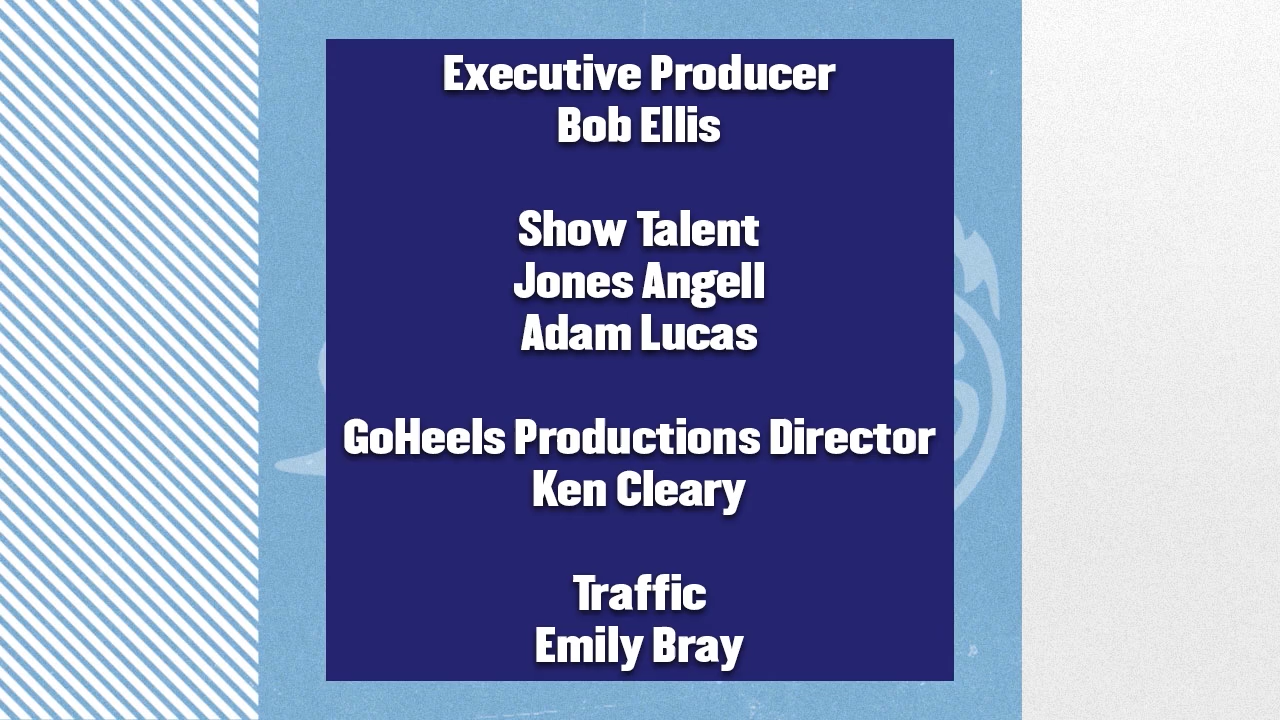 Executive Producer
Bob Ellis
Show Talent
Jones Angell
Adam Lucas
GoHeels Productions Director
Ken Cleary
Traffic
Emily Bray